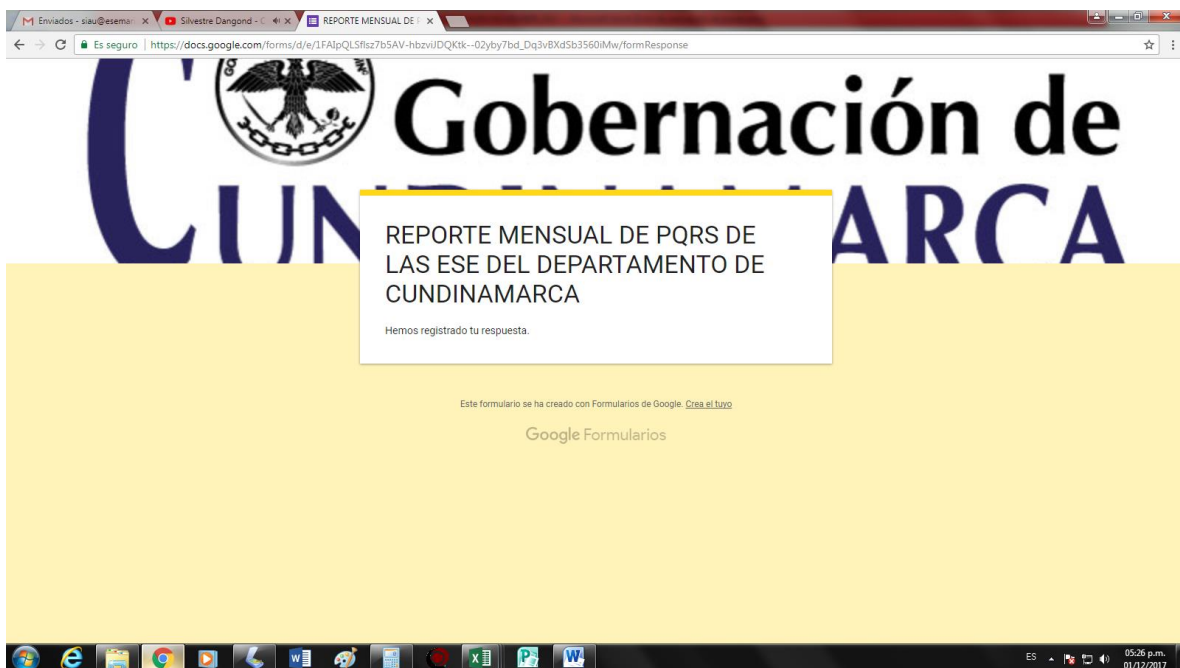 Enviados - siau@eseman
Silvestre Dangond - C
REPORTE MENSUAL DE P
Es seguro
https://docs.google.com/forms/d/e/1FAIpQLSflsz7b5AV-hbzviJDQKtk--02yby7bd_Dq3vBXdSb3560iMw/formResponse
Gobernación de
CUNDINAMARCA
REPORTE MENSUAL DE PQRS DE
LAS ESE DEL DEPARTAMENTO DE
CUNDINAMARCA
Hemos registrado tu respuesta.
Este formulario se ha creado con Formularios de Google. Crea el tuyo
Google Formularios
ES
05:26 p.m.
01/12/2017